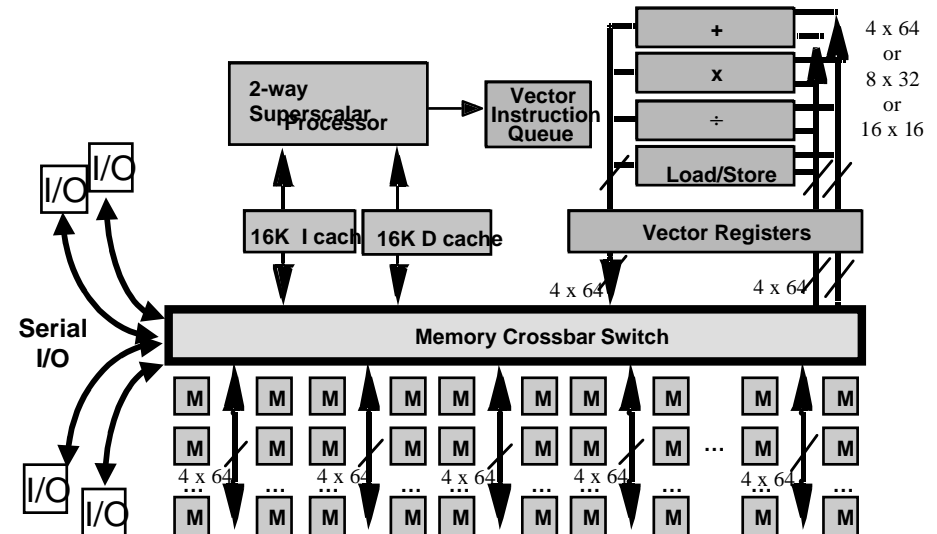 +
4 x 64
or
8 x 32
or
16 x 16
x
2-way
Superscalar
Processor
Vector
Instruction
Queue
÷
Load/Store
I/O
I/O
16K I cach
16K D cache
Vector Registers
4 x 64
4 x 64
Serial
I/O
Memory Crossbar Switch
M M M M M M M M M M
M M M M M M M M ... M M
4 x 64 4 x 64 4 x 64 4 x 64 4 x 64
... ... ... ... ... ... ... ... ... ...
I/O
I/O
M M M M M M M M M M